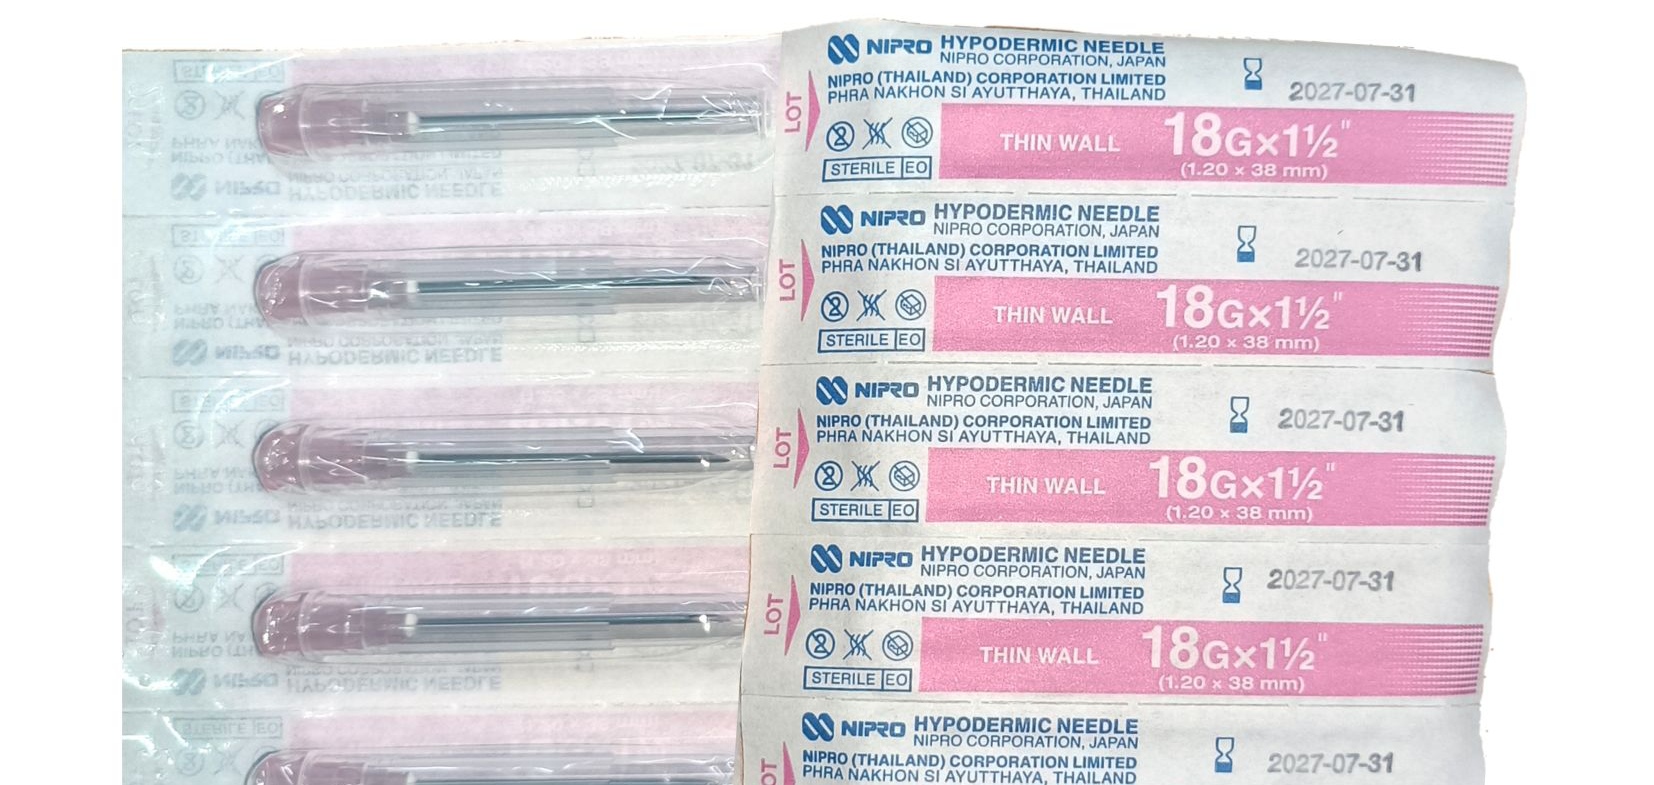 NIPRO HYPODERMIC NEEDLE
NIPRO CORPORATION, JAPAN
NIPRO (THAILAND) CORPORATION LIMITED
PHRA NAKHON SI AYUTTHAYA, THAILAND
2027-07-31
LOT
THIN WALL 18G×1½"
(1.20 × 38 mm)
STERILE EO
NIPRO HYPODERMIC NEEDLE
NIPRO CORPORATION, JAPAN
NIPRO (THAILAND) CORPORATION LIMITED
PHRA NAKHON SI AYUTTHAYA, THAILAND
2027-07-31
LOT
THIN WALL 18G×1½"
(1.20 × 38 mm)
STERILE EO
NIPRO HYPODERMIC NEEDLE
NIPRO CORPORATION, JAPAN
NIPRO (THAILAND) CORPORATION LIMITED
PHRA NAKHON SI AYUTTHAYA, THAILAND
2027-07-31
LOT
THIN WALL 18G×1½"
(1.20 × 38 mm)
STERILE EO
NIPRO HYPODERMIC NEEDLE
NIPRO CORPORATION, JAPAN
NIPRO (THAILAND) CORPORATION LIMITED
PHRA NAKHON SI AYUTTHAYA, THAILAND
2027-07-31
LOT
THIN WALL 18G×1½"
(1.20 × 38 mm)
STERILE EO
NIPRO HYPODERMIC NEEDLE
NIPRO CORPORATION, JAPAN
NIPRO (THAILAND) CORPORATION LIMITED
PHRA NAKHON SI AYUTTHAYA, THAILAND
2027-07-31